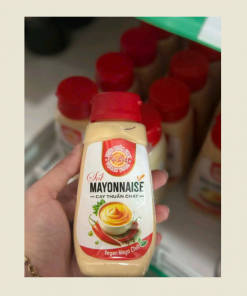 Sốt
MAYONNAISE
CAY THUẦN CHAY
Vegan Mayo Chili